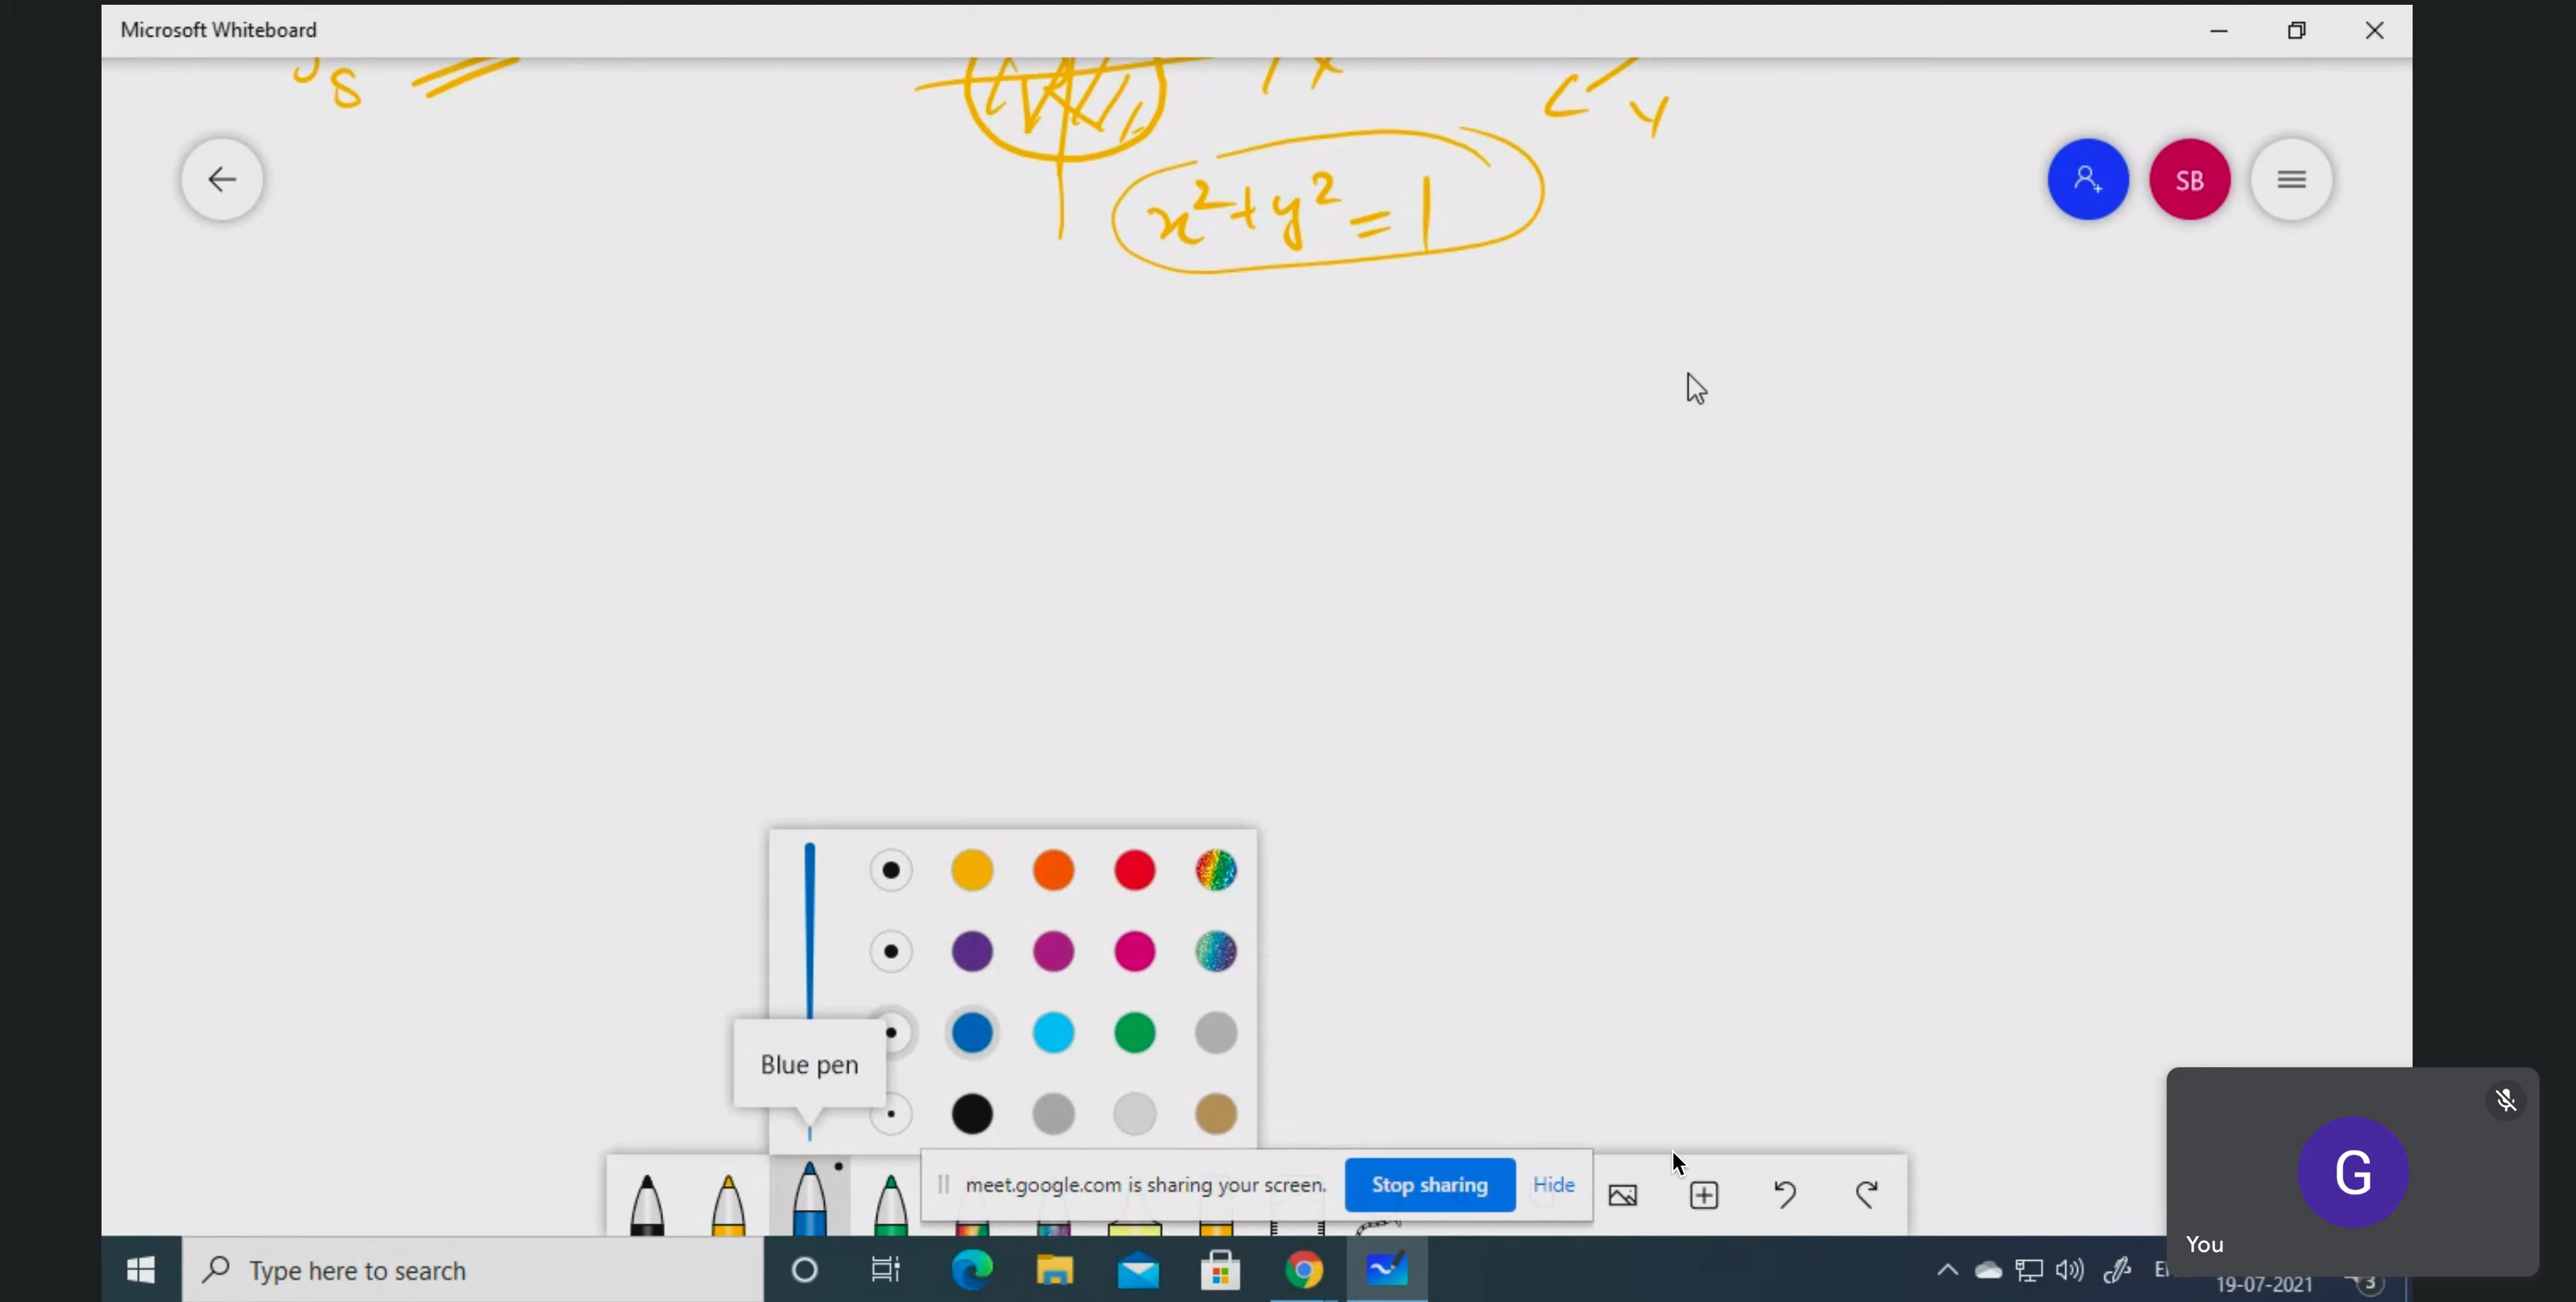 Microsoft Whiteboard
S
x
y
x²+y²=1
SB
Blue pen
meet.google.com is sharing your screen.
Stop sharing
Hide
G
You
Type here to search
19-07-2021
3